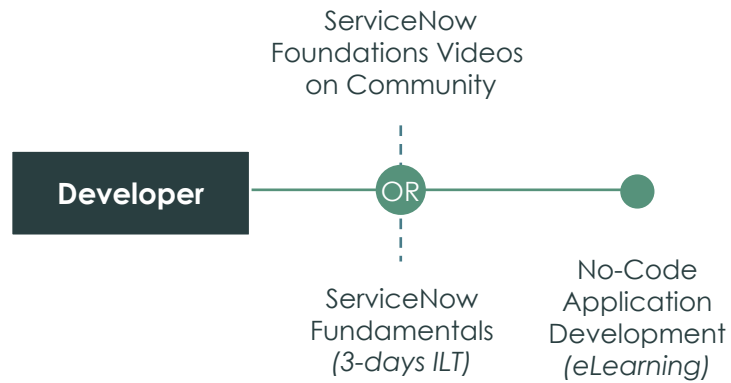 ServiceNow
Foundations Videos
on Community
Developer
OR
ServiceNow
Fundamentals
(3-days ILT)
No-Code
Application
Development
(eLearning)